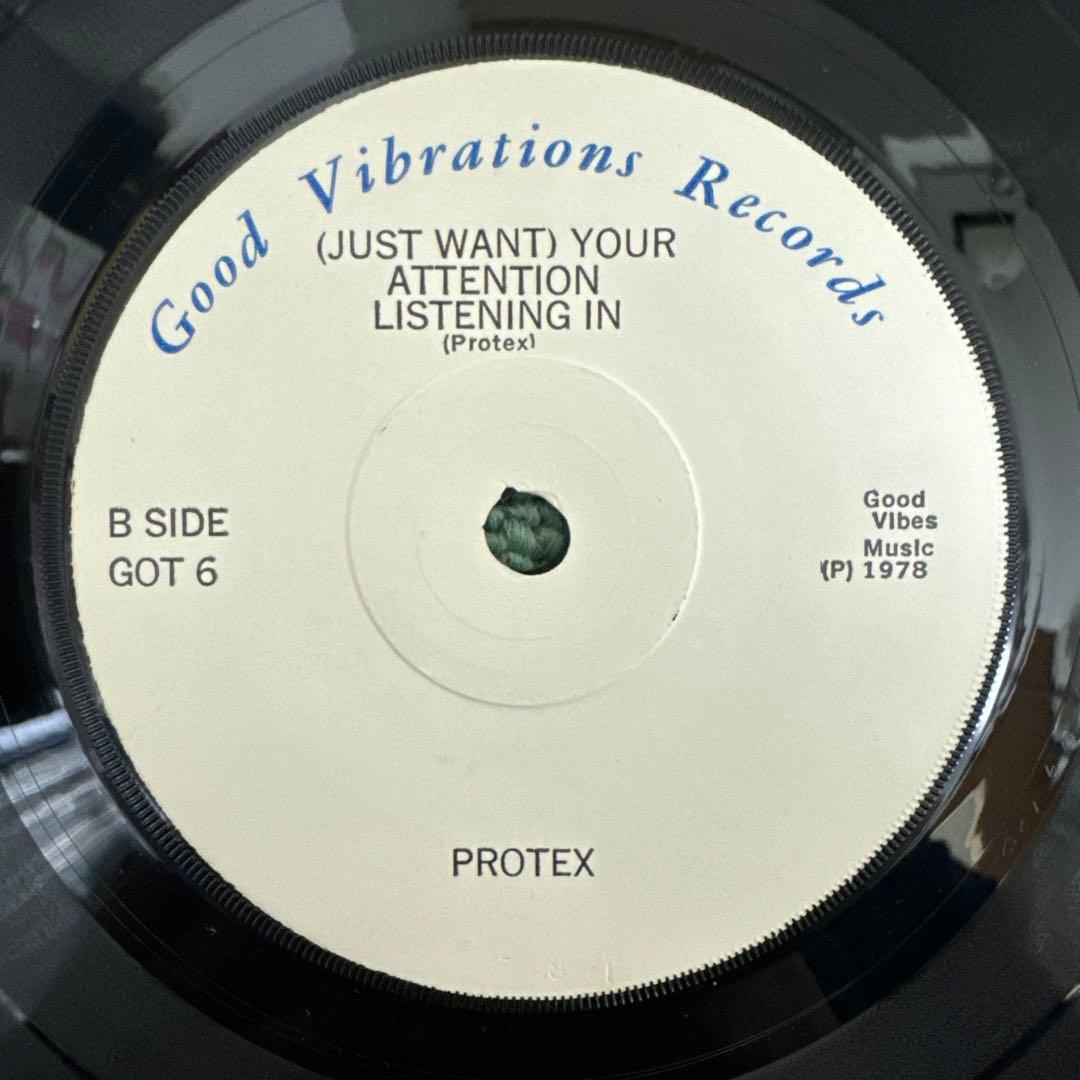 Good Vibrations Records
(JUST WANT) YOUR
ATTENTION
LISTENING IN
(Protex)
B SIDE
GOT 6
Good
Vibes
Music
(P) 1978
PROTEX